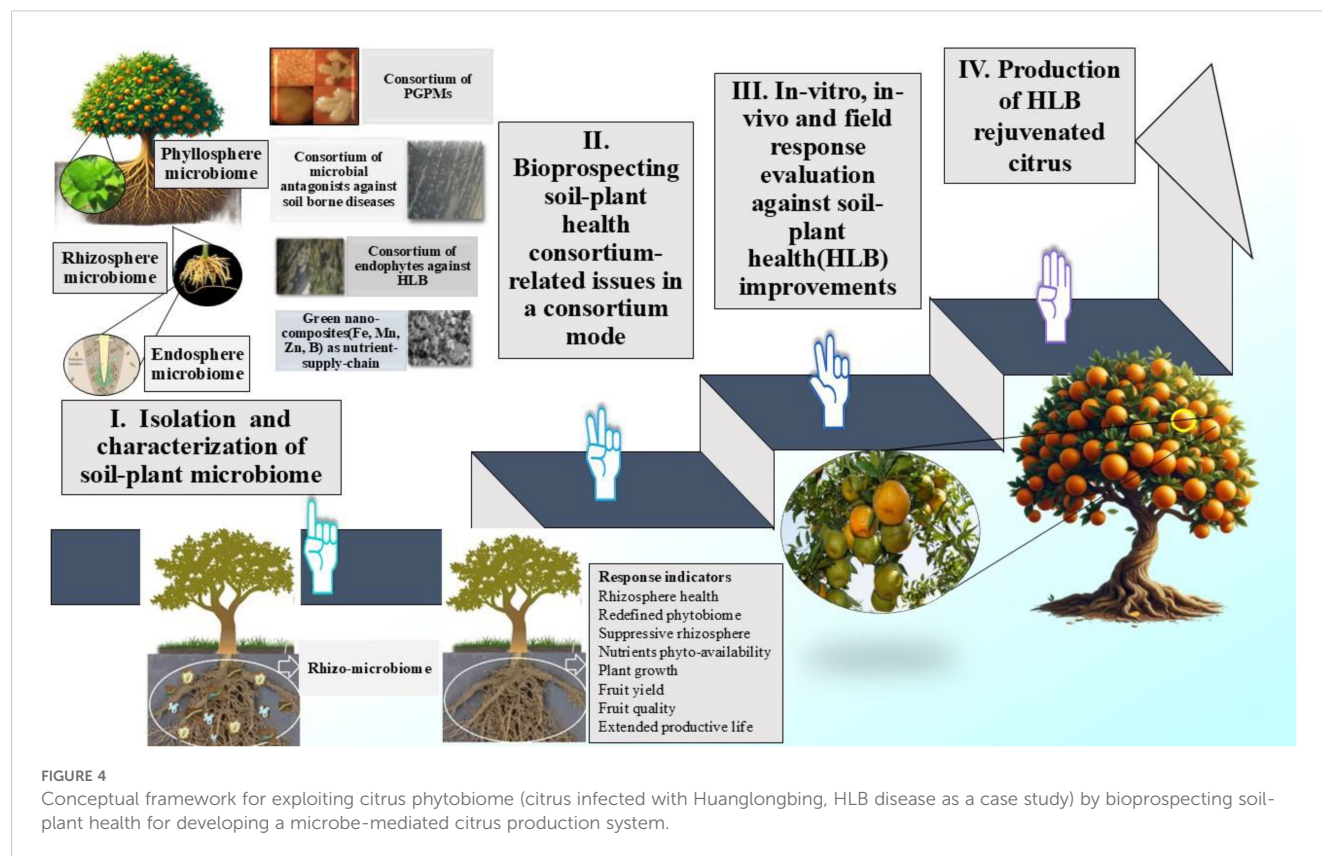 Phyllosphere
microbiome
Rhizosphere
microbiome
Endosphere
microbiome
Consortium of
PGPMs
Consortium of
microbial
antagonists against
soil borne diseases
Consortium of
endophytes against
HLB
Green nano-
composites(Fe, Mn,
Zn, B) as nutrient-
supply-chain
I. Isolation and
characterization of
soil-plant microbiome
II.
Bioprospecting
soil-plant
health
consortium-
related issues in
a consortium
mode
III. In-vitro, in-
vivo and field
response
evaluation
against soil-
plant
health(HLB)
improvements
IV. Production
of HLB
rejuvenated
citrus
Rhizo-microbiome
Response indicators
Rhizosphere health
Redefined phytobiome
Suppressive rhizosphere
Nutrients phyto-availability
Plant growth
Fruit yield
Fruit quality
Extended productive life
FIGURE 4
Conceptual framework for exploiting citrus phytobiome (citrus infected with Huanglongbing, HLB disease as a case study) by bioprospecting soil-
plant health for developing a microbe-mediated citrus production system.